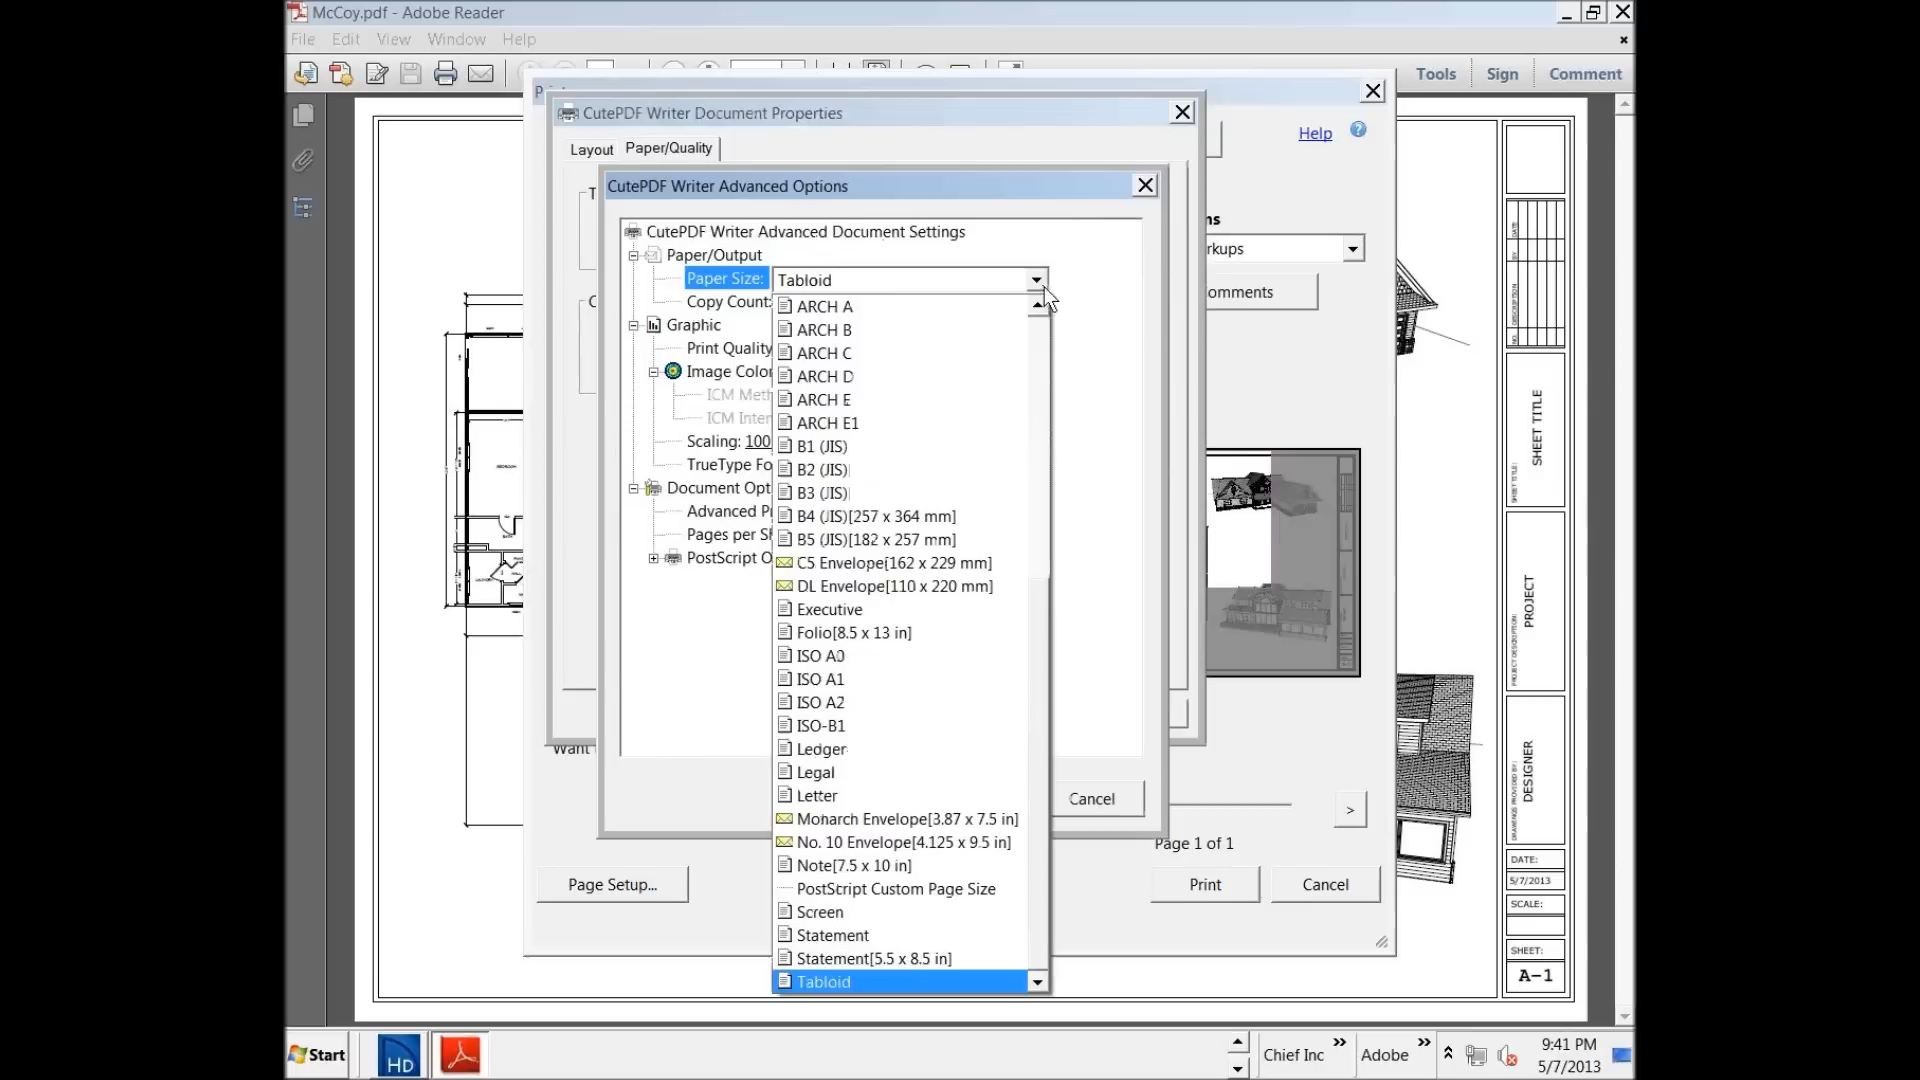 McCoy.pdf - Adobe Reader
File Edit View Window Help
Tools Sign Comment
CutePDF Writer Document Properties
Help
Layout Paper/Quality
CutePDF Writer Advanced Options
CutePDF Writer Advanced Document Settings
Paper/Output
Paper Size: Tabloid
Copy Count:
Graphic
Print Quality
Image Color
ICM Meth
ICM Inter
Scaling: 100
TrueType Fo
Document Opt
Advanced P
Pages per Sh
PostScript O
ARCH A
ARCH B
ARCH C
ARCH D
ARCH E
ARCH E1
B1 (JIS)
B2 (JIS)
B3 (JIS)
B4 (JIS)[257 x 364 mm]
B5 (JIS)[182 x 257 mm]
C5 Envelope[162 x 229 mm]
DL Envelope[110 x 220 mm]
Executive
Folio[8.5 x 13 in]
ISO A0
ISO A1
ISO A2
ISO-B1
Ledger
Legal
Letter
Monarch Envelope[3.87 x 7.5 in]
No. 10 Envelope[4.125 x 9.5 in]
Note[7.5 x 10 in]
PostScript Custom Page Size
Screen
Statement
Statement[5.5 x 8.5 in]
Tabloid
Cancel
ns
rkups
omments
Want
>
Page 1 of 1
Page Setup...
Print
Cancel
SHEET TITLE
PROJECT
DESIGNER
DATE:
5/7/2013
SCALE:
SHEET:
A-1
Start
HD
Chief Inc
Adobe
9:41 PM
5/7/2013